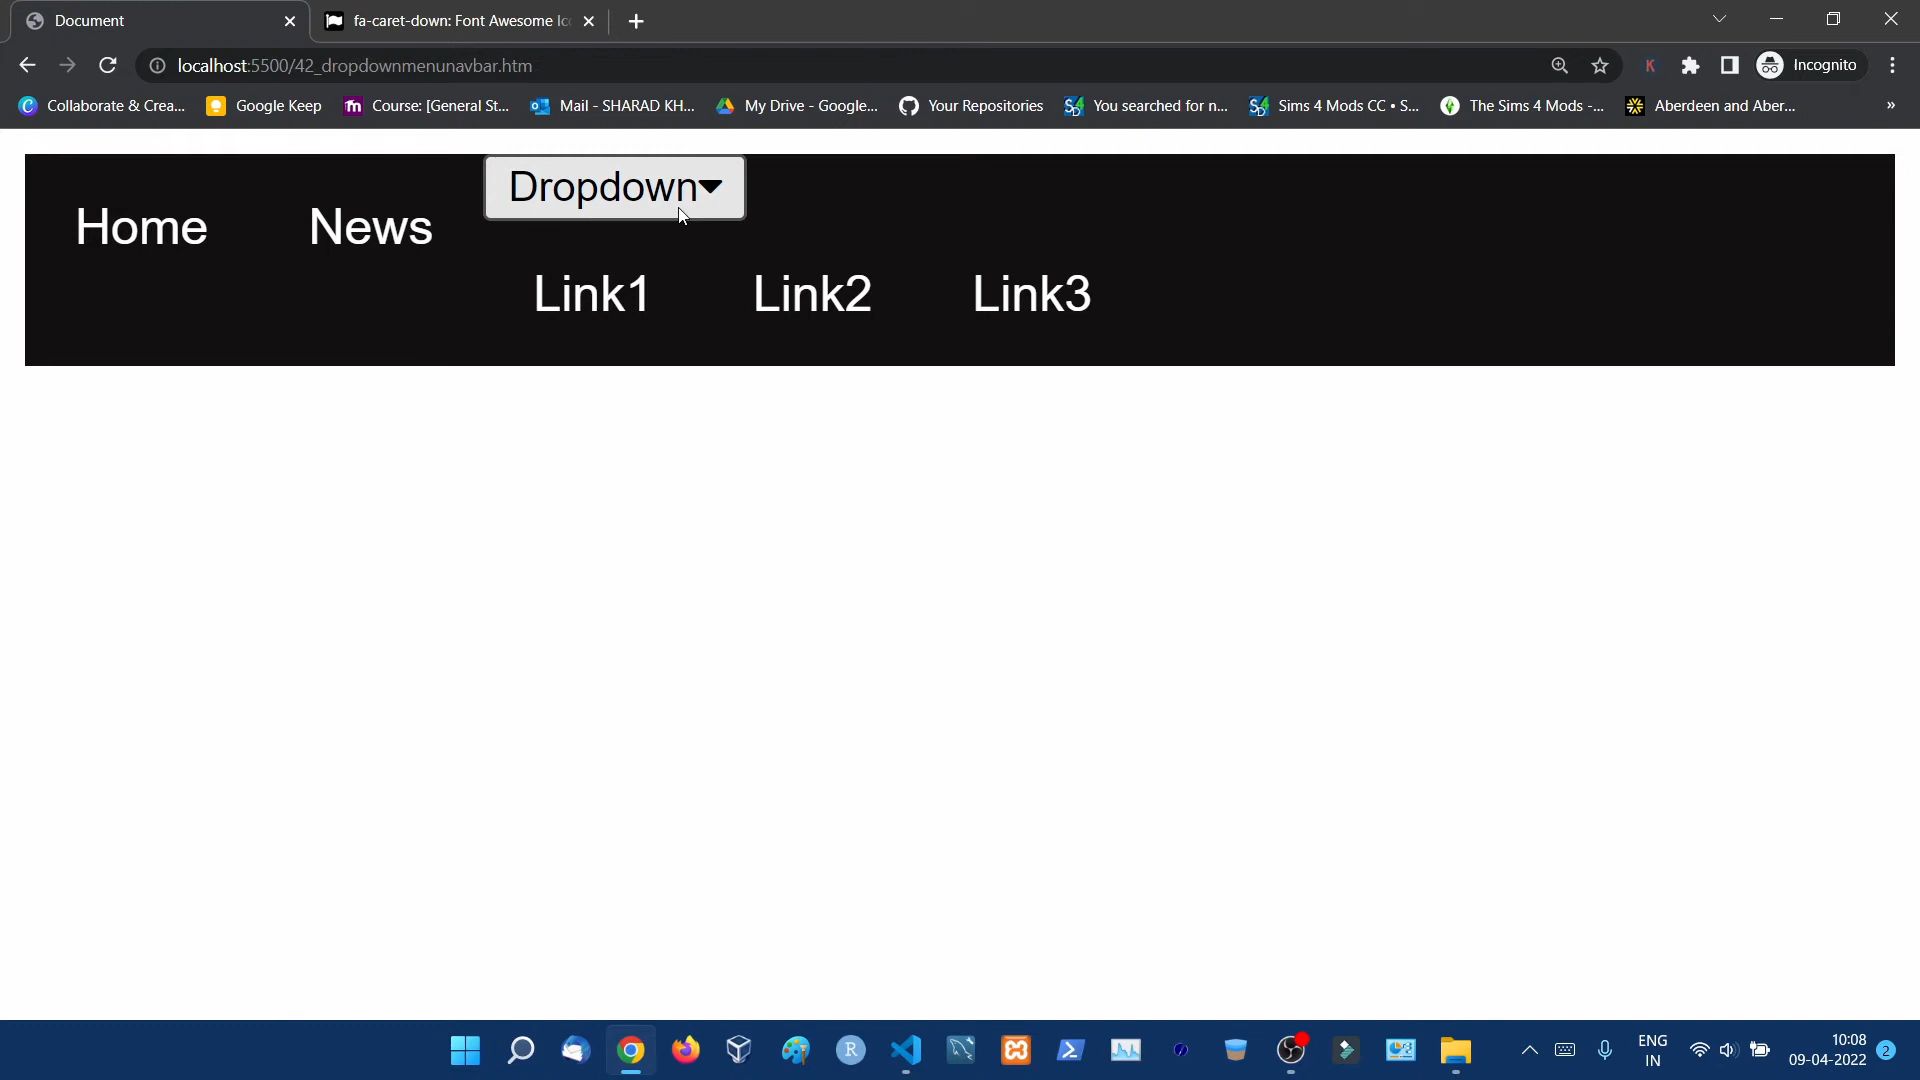 Document
fa-caret-down: Font Awesome Ic
localhost:5500/42_dropdownmenunavbar.htm
Incognito
Collaborate & Crea...
Google Keep
Course: [General St...
Mail - SHARAD KH...
My Drive - Google...
Your Repositories
You searched for n...
Sims 4 Mods CC • S...
The Sims 4 Mods -...
Aberdeen and Aber...
»
Dropdown
Home News
Link1 Link2 Link3
ENG
IN
10:08
09-04-2022
2